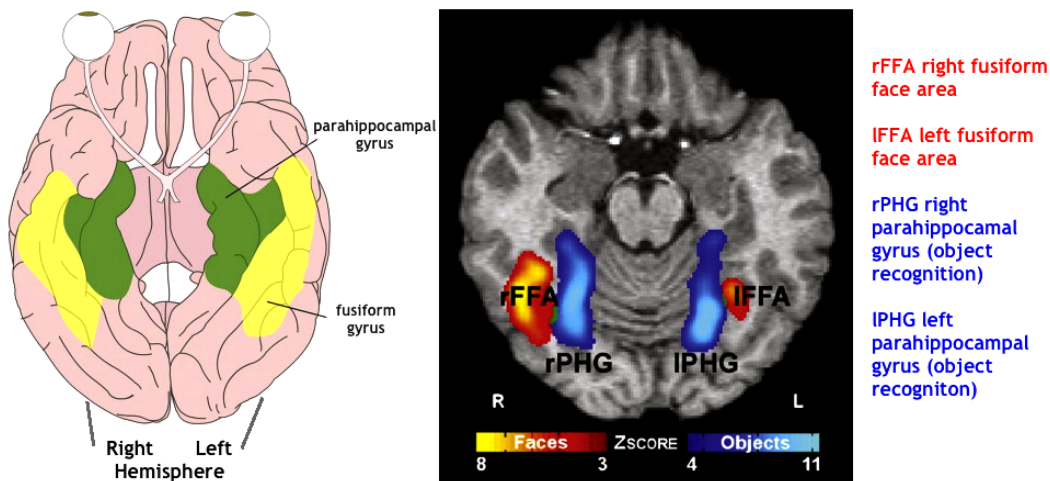 parahippocampal
gyrus
fusiform
gyrus
Right Left
Hemisphere
rFFA
lFFA
rPHG
lPHG
R
L
Faces ZSCORE Objects
8 3 4 11
rFFA right fusiform
face area
lFFA left fusiform
face area
rPHG right
parahippocamal
gyrus (object
recognition)
lPHG left
parahippocampal
gyrus (object
recogniton)